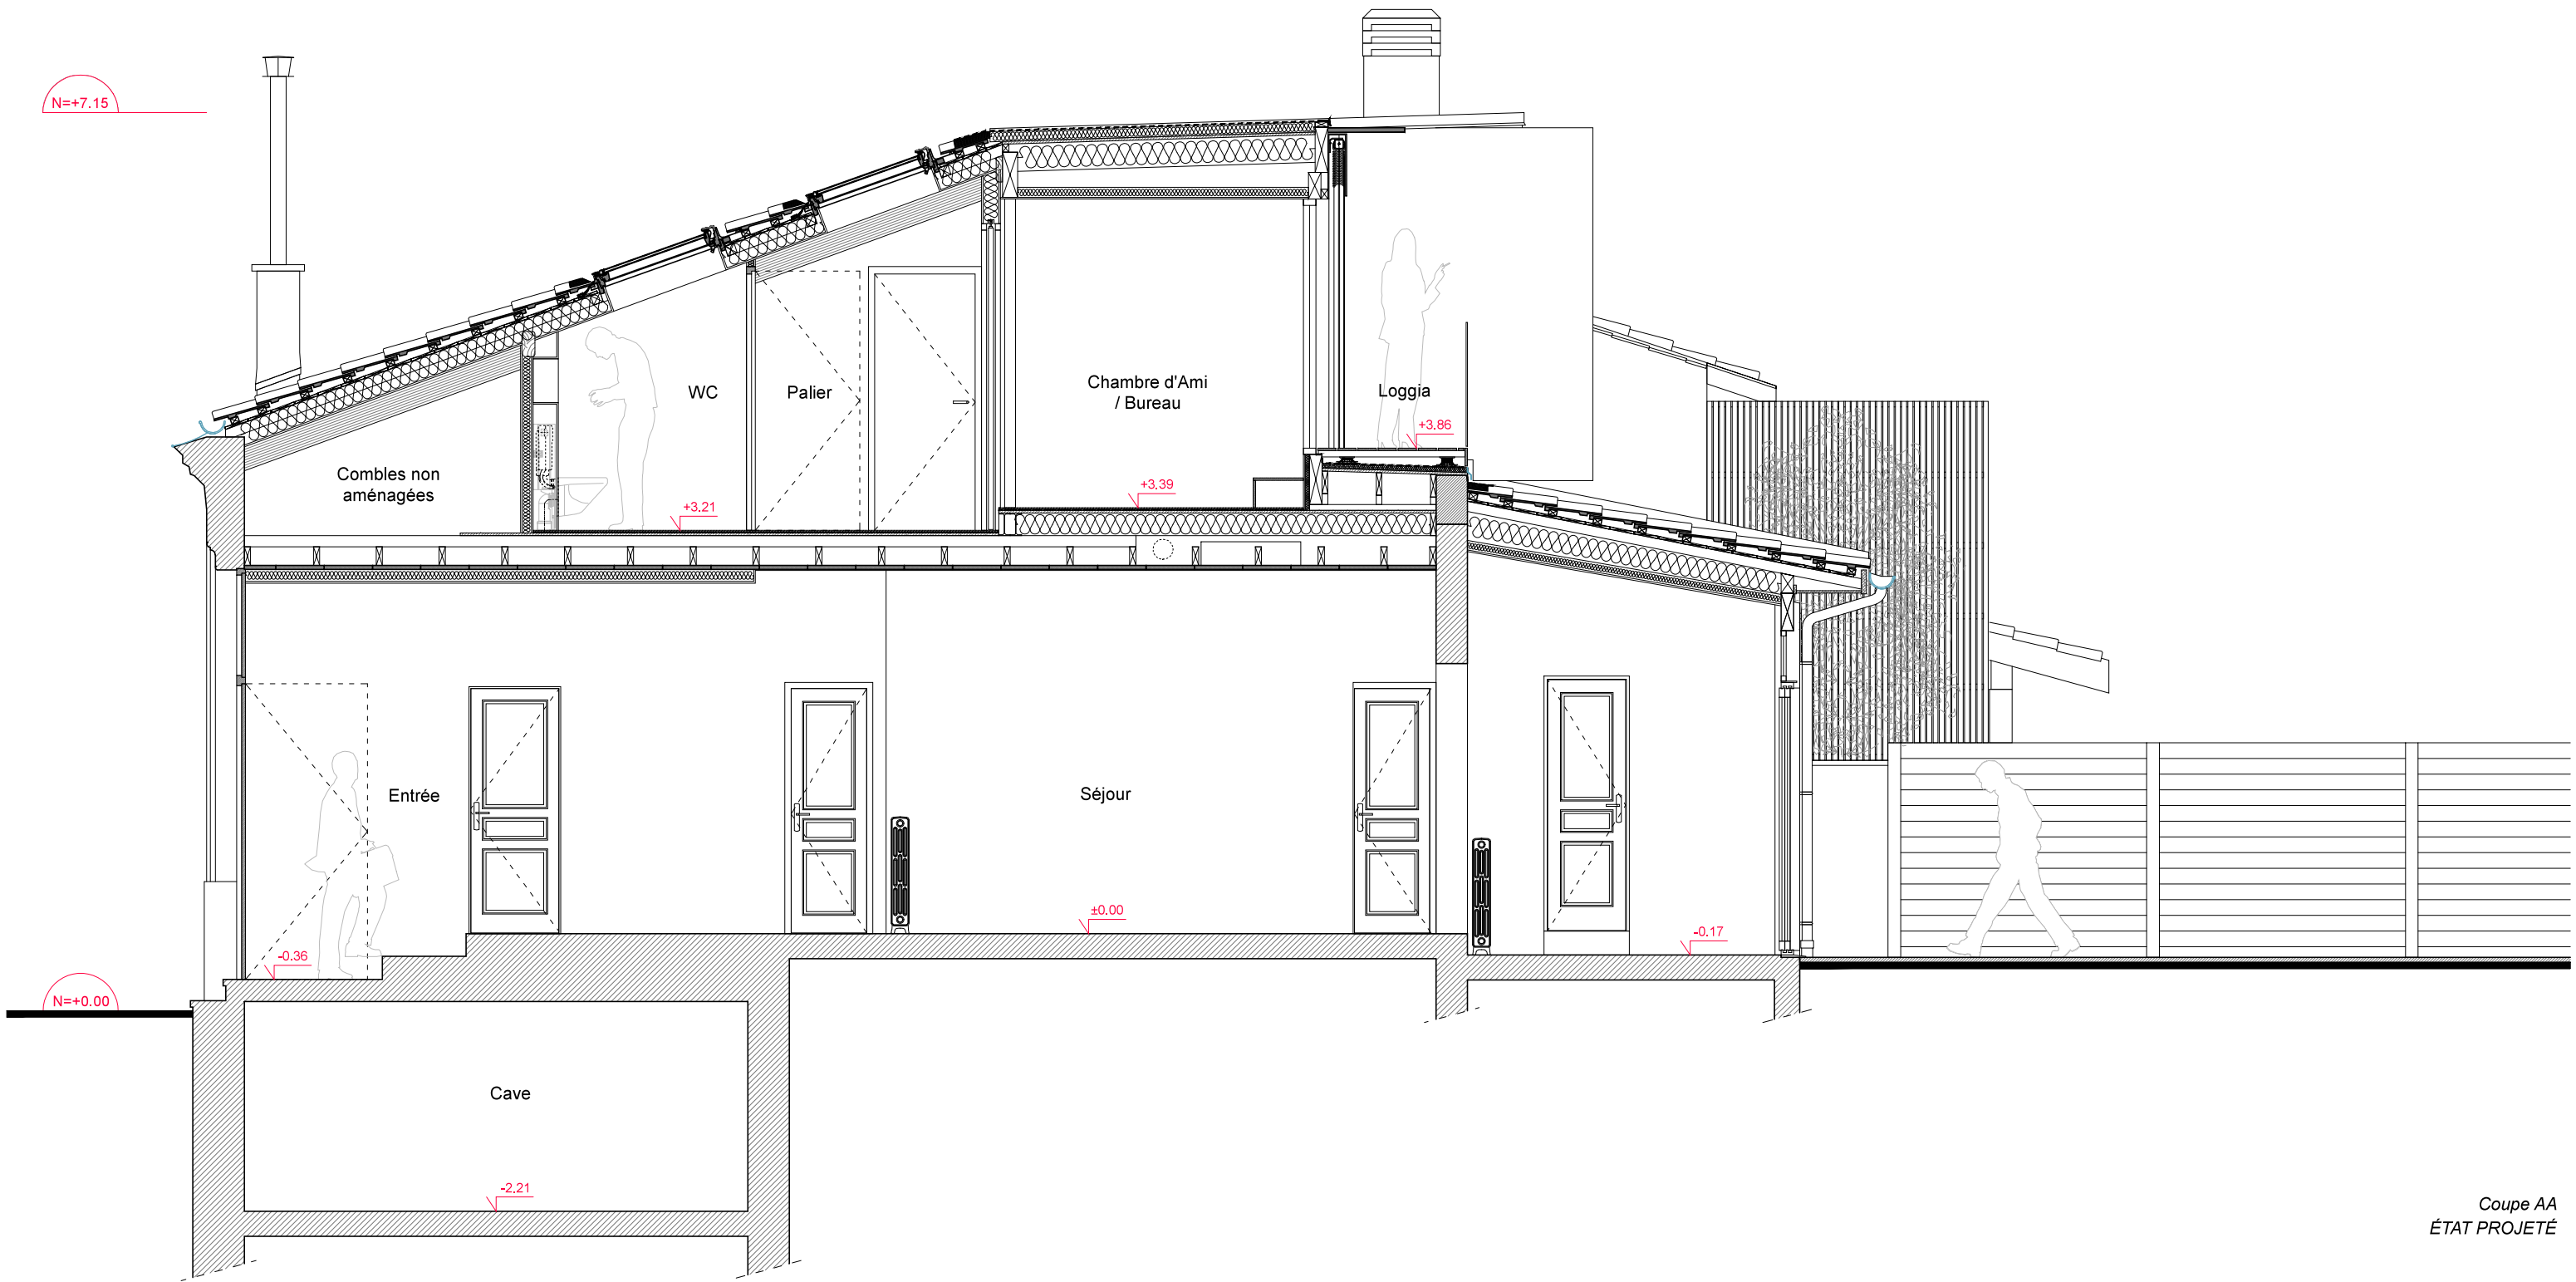 N=+7.15
WC
Palier
Chambre d'Ami
/ Bureau
Loggia
+3.86
Combles non
aménagées
+3.39
+3.21
Entrée
Séjour
±0.00
-0.17
-0.36
N=+0.00
Cave
-2.21
Coupe AA
ÉTAT PROJETÉ